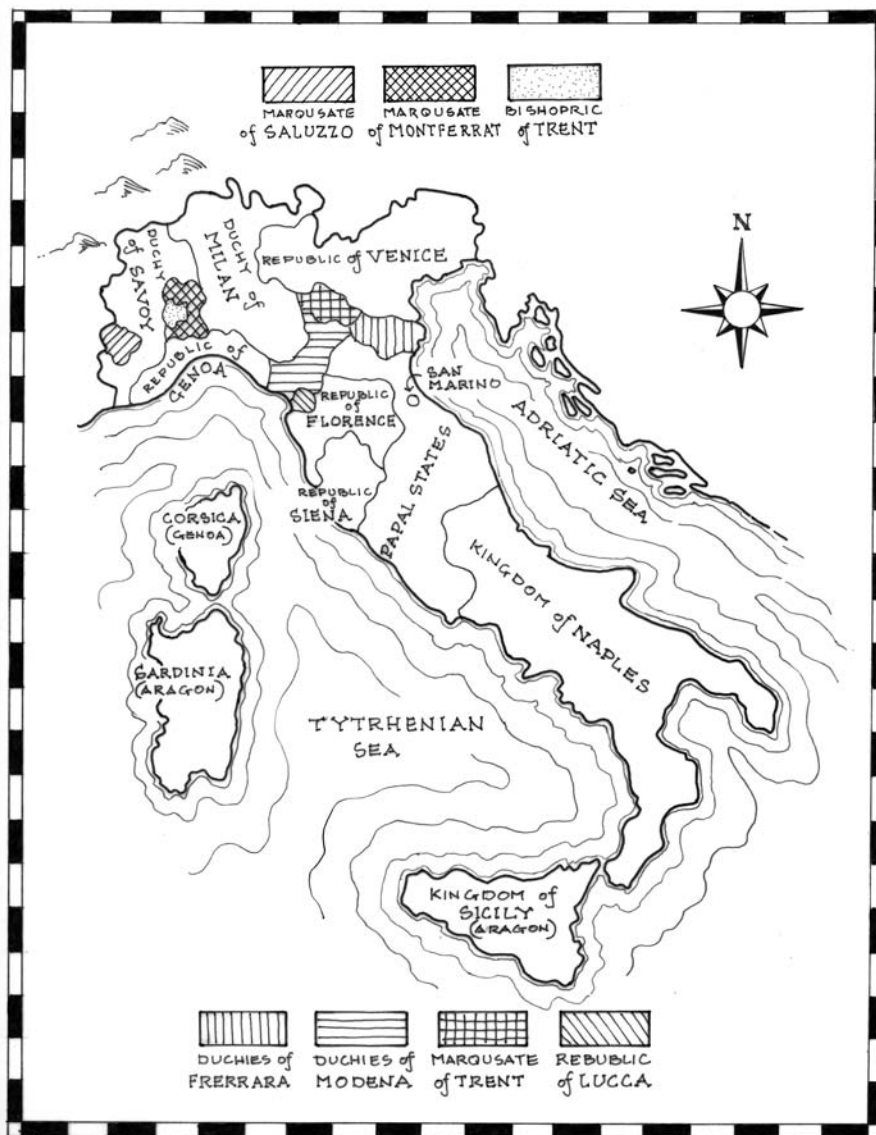 MARQUSATE
of SALUZZO
MARQUSATE
of MONTFERRAT
BISHOPRIC
of TRENT
N
DUCHY
of SAVOY
DUCHY of
MILAN
REPUBLIC of VENICE
REPUBLIC of
GENOA
SAN
MARINO
REPUBLIC
of
FLORENCE
ADRIATIC SEA
PAPAL STATES
REPUBLIC
of
SIENA
CORSICA
(GENOA)
KINGDOM of NAPLES
SARDINIA
(ARAGON)
TYTRHENIAN
SEA
KINGDOM of
SICILY
(ARAGON)
DUCHIES of
FRERRARA
DUCHIES of
MODENA
MARQUSATE
of TRENT
REBUBLIC
of LUCCA